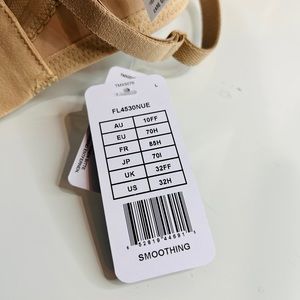 FL4530NUE
AU 10FF
EU 70H
FR 85H
JP 70I
UK 32FF
US 32H
SMOOTHING